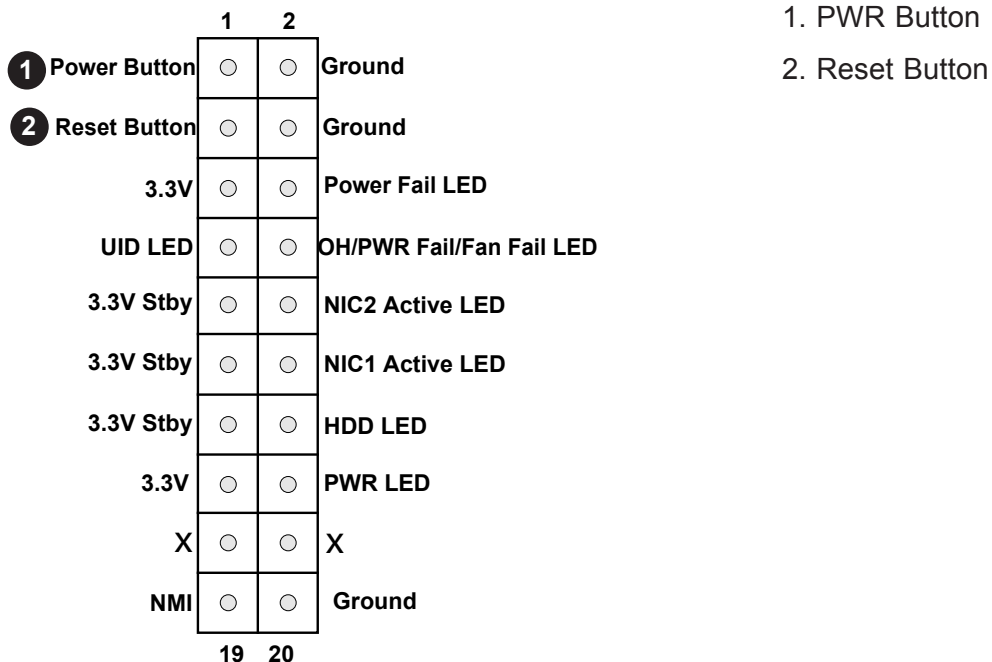 1 2
1 Power Button Ground
2 Reset Button Ground
3.3V Power Fail LED
UID LED OH/PWR Fail/Fan Fail LED
3.3V Stby NIC2 Active LED
3.3V Stby NIC1 Active LED
3.3V Stby HDD LED
3.3V PWR LED
X X
NMI Ground
19 20
1. PWR Button
2. Reset Button